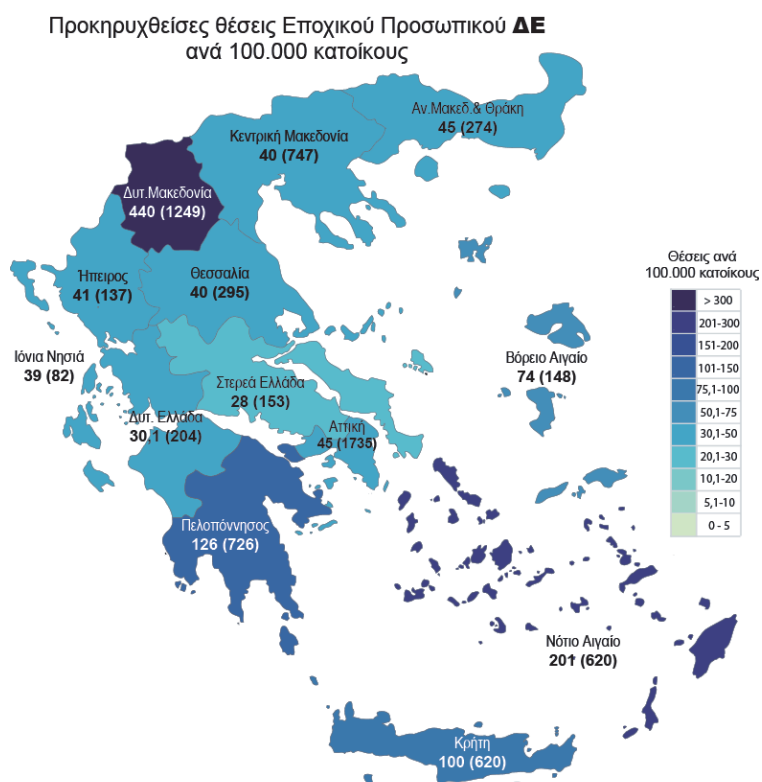 Προκηρυχθείσες θέσεις Εποχικού Προσωπικού ΔΕ
ανά 100.000 κατοίκους
Αν.Μακεδ.& Θράκη
45 (274)
Κεντρική Μακεδονία
40 (747)
Δυτ.Μακεδονία
440 (1249)
Ήπειρος
41 (137)
Θεσσαλία
40 (295)
Ιόνια Νησιά
39 (82)
Στερεά Ελλάδα
28 (153)
Βόρειο Αιγαίο
74 (148)
Δυτ. Ελλάδα
30,1 (204)
Αττική
45 (1735)
Πελοπόννησος
126 (726)
Νότιο Αιγαίο
201 (620)
Κρήτη
100 (620)
Θέσεις ανά
100.000 κατοίκους
> 300
201-300
151-200
101-150
75,1-100
50,1-75
30,1-50
20,1-30
10,1-20
5,1-10
0 - 5